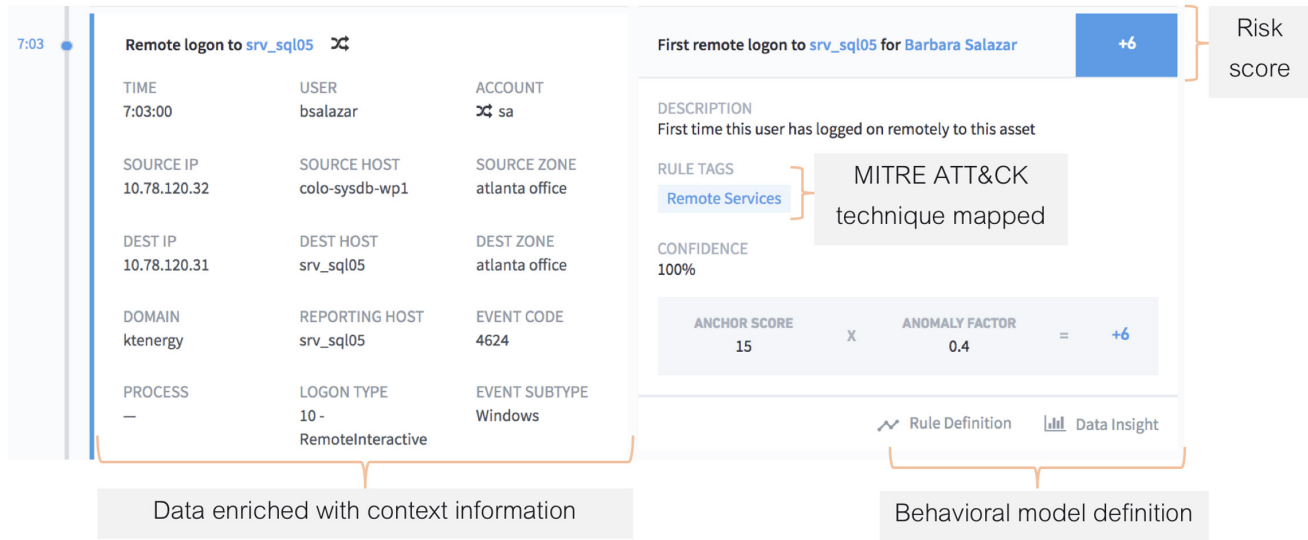 7:03
Remote logon to srv_sql05
TIME USER ACCOUNT
7:03:00 bsalazar sa
SOURCE IP SOURCE HOST SOURCE ZONE
10.78.120.32 colo-sysdb-wp1 atlanta office
DEST IP DEST HOST DEST ZONE
10.78.120.31 srv_sql05 atlanta office
DOMAIN REPORTING HOST EVENT CODE
ktenergy srv_sql05 4624
PROCESS LOGON TYPE EVENT SUBTYPE
— 10 - Windows
RemoteInteractive
Data enriched with context information
First remote logon to srv_sql05 for Barbara Salazar +6
Risk
score
DESCRIPTION
First time this user has logged on remotely to this asset
RULE TAGS
Remote Services
MITRE ATT&CK
technique mapped
CONFIDENCE
100%
ANCHOR SCORE X ANOMALY FACTOR = +6
15 0.4
Rule Definition Data Insight
Behavioral model definition